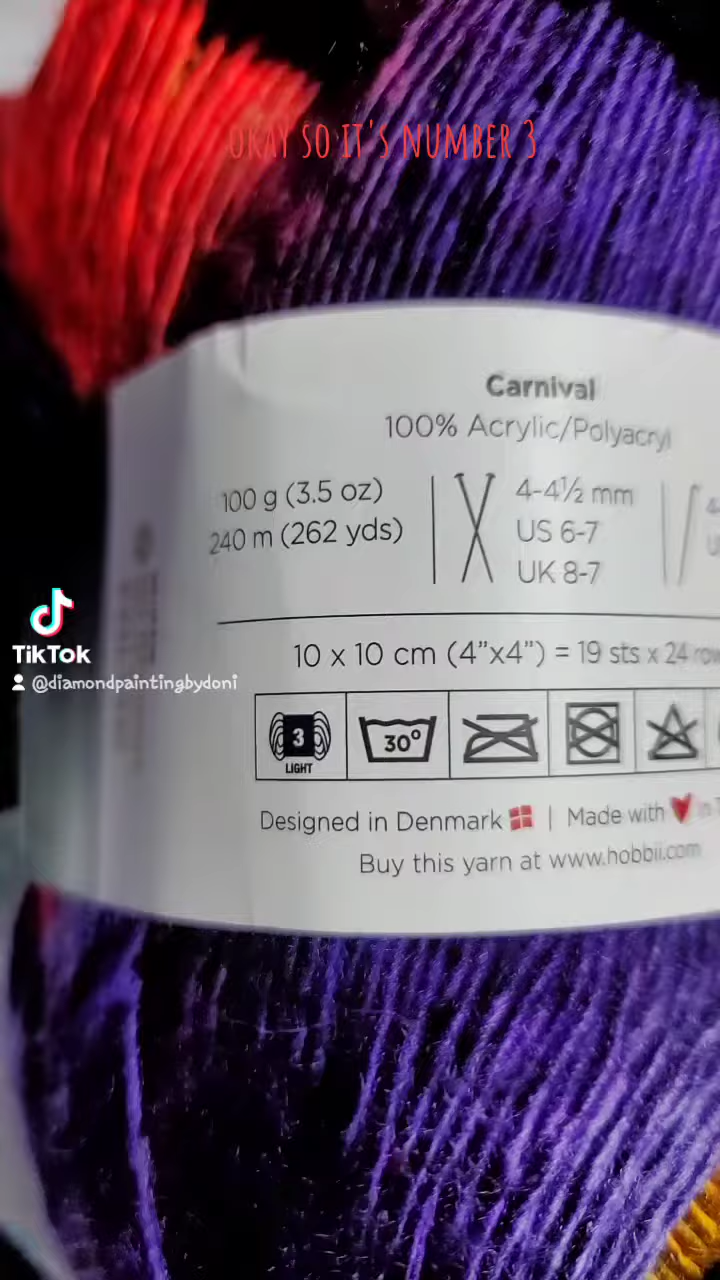 OKAY SO IT'S NUMBER 3
Carnival
100% Acrylic/Polyacryl
100 g (3.5 oz)
240 m (262 yds)
4-4½ mm
US 6-7
UK 8-7
10 x 10 cm (4”x4”) = 19 sts x 24
3
LIGHT
30°
Designed in Denmark | Made with
Buy this yarn at www.hobbii.com
TikTok
@diamondpaintingbydoni